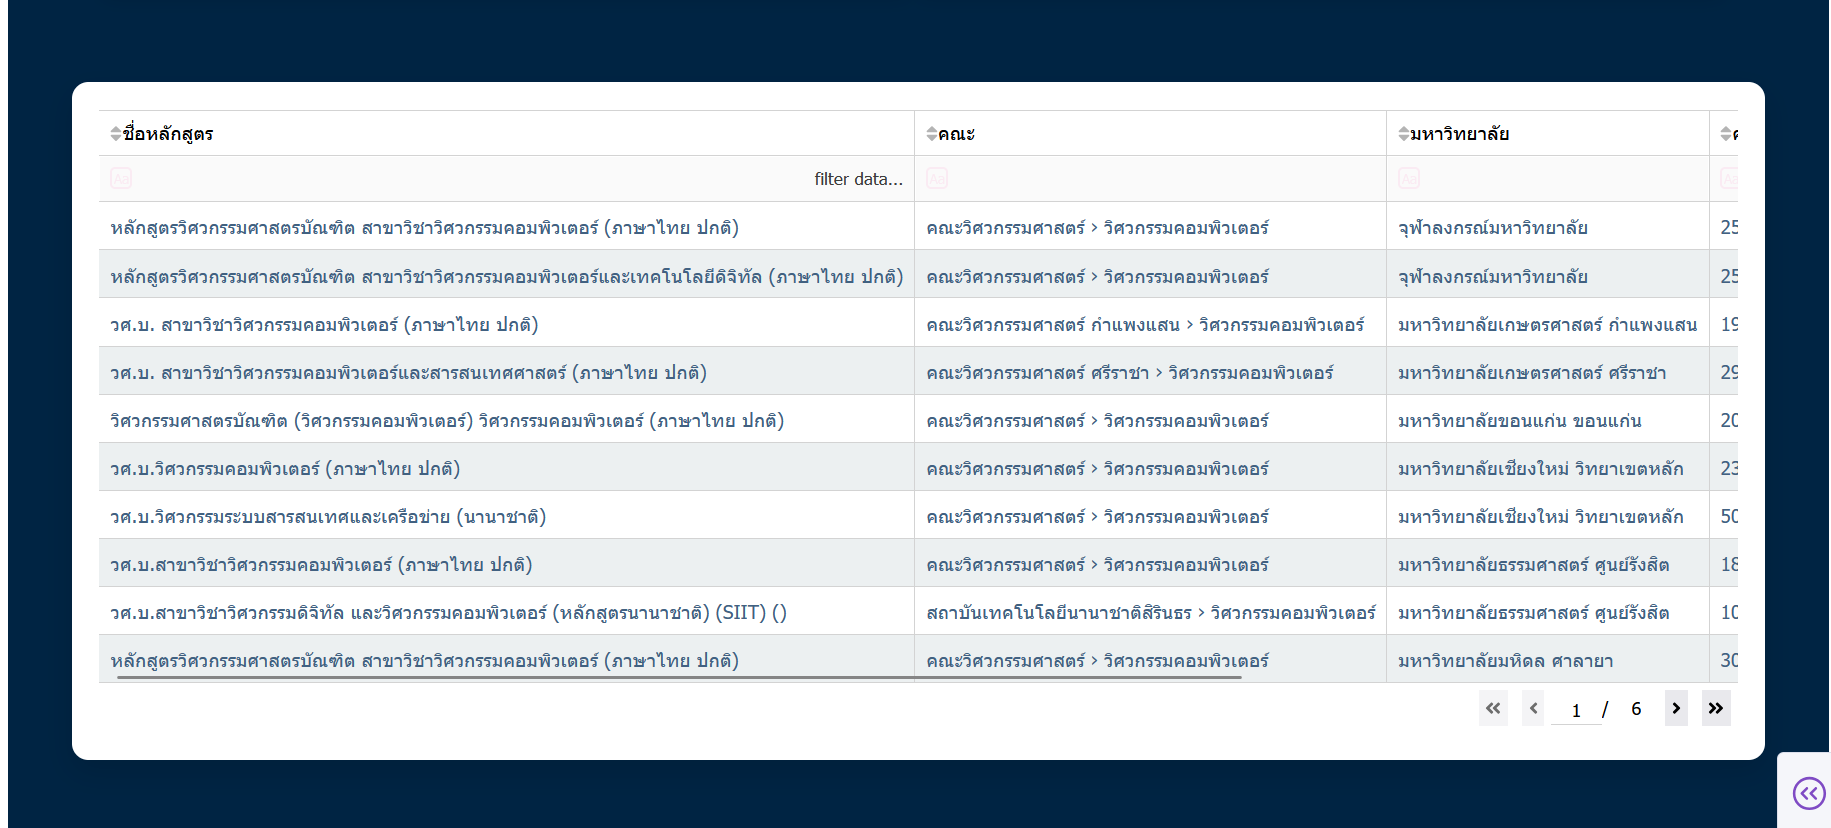 ชื่อหลักสูตร คณะ มหาวิทยาลัย
Aa filter data... Aa Aa
หลักสูตรวิศวกรรมศาสตรบัณฑิต สาขาวิชาวิศวกรรมคอมพิวเตอร์ (ภาษาไทย ปกติ) คณะวิศวกรรมศาสตร์ > วิศวกรรมคอมพิวเตอร์ จุฬาลงกรณ์มหาวิทยาลัย 25
หลักสูตรวิศวกรรมศาสตรบัณฑิต สาขาวิชาวิศวกรรมคอมพิวเตอร์และเทคโนโลยีดิจิทัล (ภาษาไทย ปกติ) คณะวิศวกรรมศาสตร์ > วิศวกรรมคอมพิวเตอร์ จุฬาลงกรณ์มหาวิทยาลัย 25
วศ.บ. สาขาวิชาวิศวกรรมคอมพิวเตอร์ (ภาษาไทย ปกติ) คณะวิศวกรรมศาสตร์ กำแพงแสน > วิศวกรรมคอมพิวเตอร์ มหาวิทยาลัยเกษตรศาสตร์ กำแพงแสน 19
วศ.บ. สาขาวิชาวิศวกรรมคอมพิวเตอร์และสารสนเทศศาสตร์ (ภาษาไทย ปกติ) คณะวิศวกรรมศาสตร์ ศรีราชา > วิศวกรรมคอมพิวเตอร์ มหาวิทยาลัยเกษตรศาสตร์ ศรีราชา 29
วิศวกรรมศาสตรบัณฑิต (วิศวกรรมคอมพิวเตอร์) วิศวกรรมคอมพิวเตอร์ (ภาษาไทย ปกติ) คณะวิศวกรรมศาสตร์ > วิศวกรรมคอมพิวเตอร์ มหาวิทยาลัยขอนแก่น ขอนแก่น 20
วศ.บ.วิศวกรรมคอมพิวเตอร์ (ภาษาไทย ปกติ) คณะวิศวกรรมศาสตร์ > วิศวกรรมคอมพิวเตอร์ มหาวิทยาลัยเชียงใหม่ วิทยาเขตหลัก 23
วศ.บ.วิศวกรรมระบบสารสนเทศและเครือข่าย (นานาชาติ) คณะวิศวกรรมศาสตร์ > วิศวกรรมคอมพิวเตอร์ มหาวิทยาลัยเชียงใหม่ วิทยาเขตหลัก 50
วศ.บ.สาขาวิชาวิศวกรรมคอมพิวเตอร์ (ภาษาไทย ปกติ) คณะวิศวกรรมศาสตร์ > วิศวกรรมคอมพิวเตอร์ มหาวิทยาลัยธรรมศาสตร์ ศูนย์รังสิต 18
วศ.บ.สาขาวิชาวิศวกรรมดิจิทัล และวิศวกรรมคอมพิวเตอร์ (หลักสูตรนานาชาติ) (SIIT) () สถาบันเทคโนโลยีนานาชาติสิรินธร > วิศวกรรมคอมพิวเตอร์ มหาวิทยาลัยธรรมศาสตร์ ศูนย์รังสิต 10
หลักสูตรวิศวกรรมศาสตรบัณฑิต สาขาวิชาวิศวกรรมคอมพิวเตอร์ (ภาษาไทย ปกติ) คณะวิศวกรรมศาสตร์ > วิศวกรรมคอมพิวเตอร์ มหาวิทยาลัยมหิดล ศาลายา 30
1 / 6